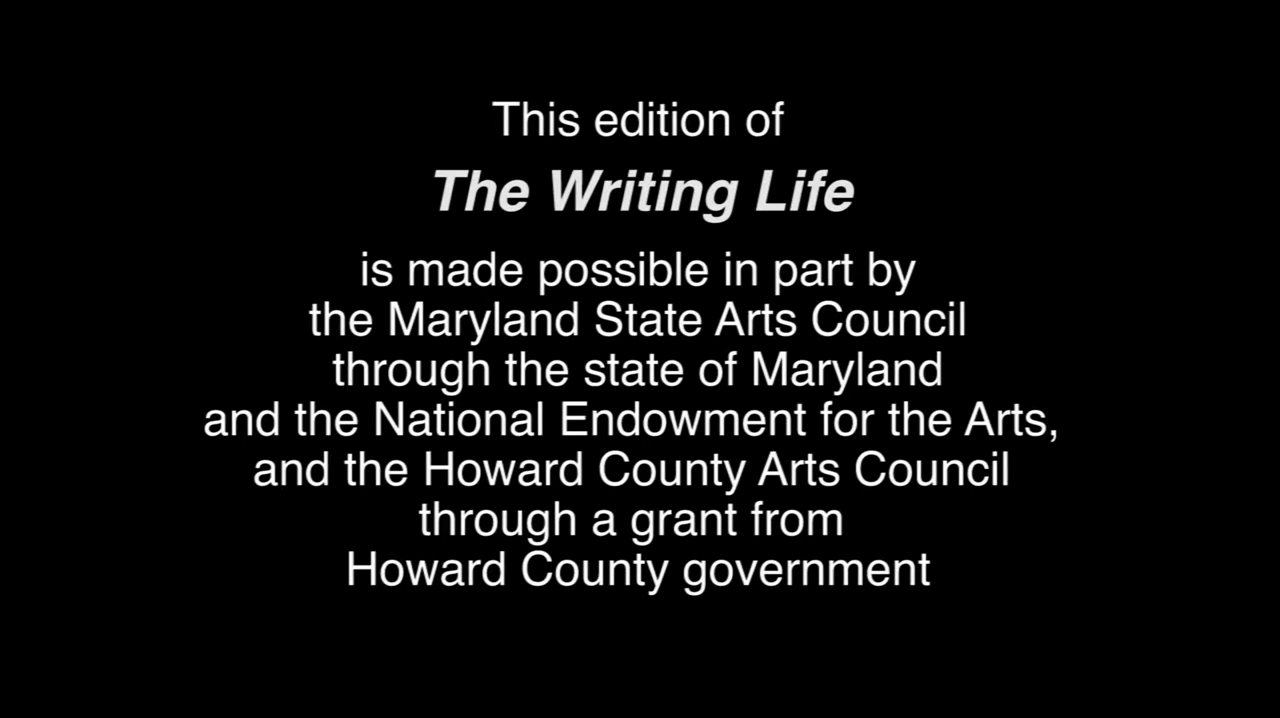 This edition of
The Writing Life
is made possible in part by
the Maryland State Arts Council
through the state of Maryland
and the National Endowment for the Arts,
and the Howard County Arts Council
through a grant from
Howard County government